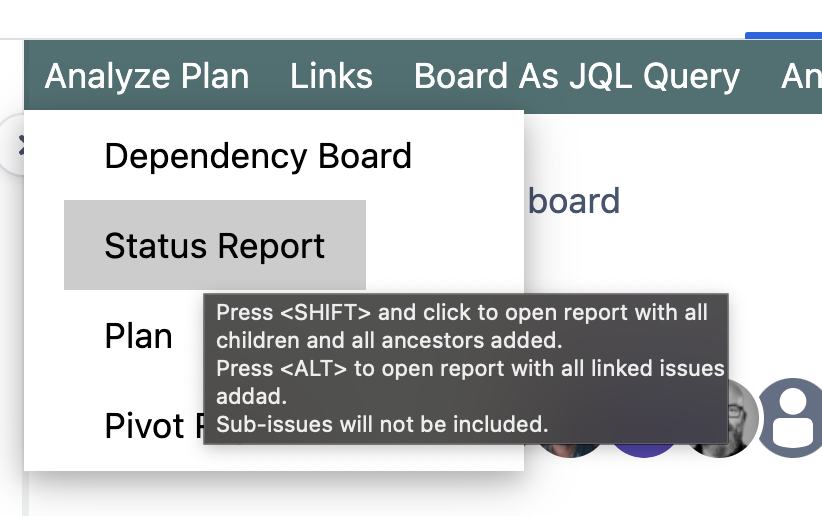 Analyze Plan Links Board As JQL Query An
Dependency Board
board
Status Report
Press <SHIFT> and click to open report with all
children and all ancestors added.
Press <ALT> to open report with all linked issues
addad.
Sub-issues will not be included.
Plan
Pivot